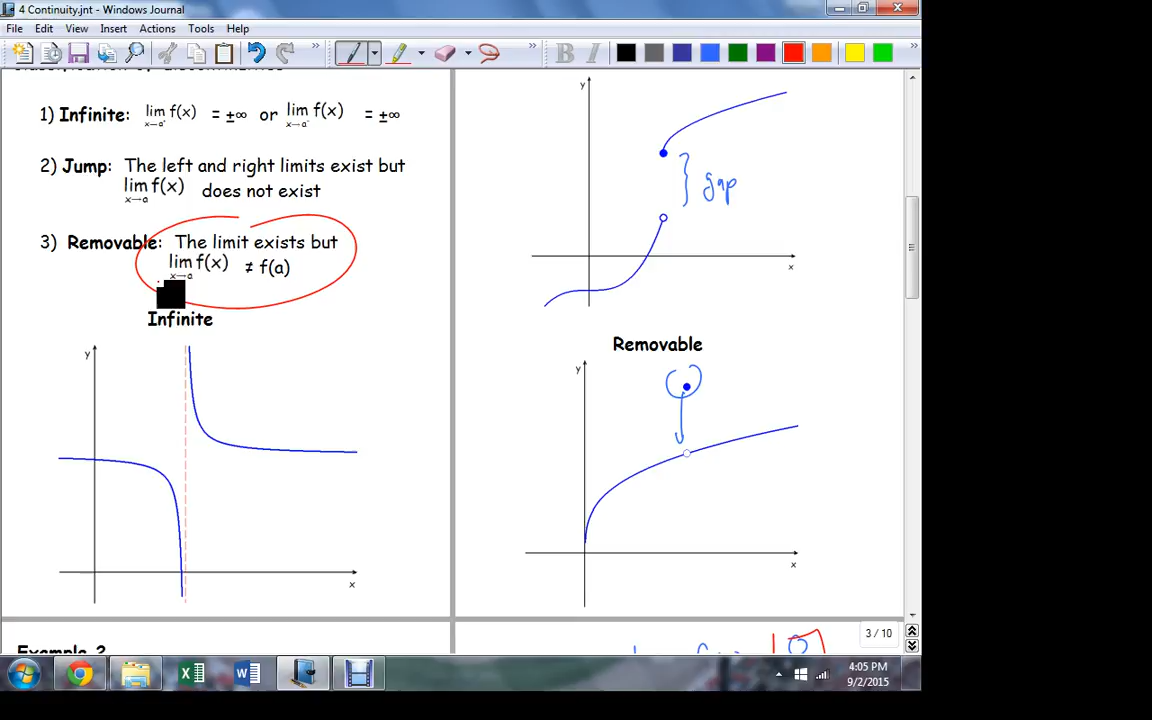 4 Continuity.jnt - Windows Journal
File Edit View Insert Actions Tools Help
B I
1) Infinite: lim f(x) = ±∞ or lim f(x) = ±∞
x→a x→a
2) Jump: The left and right limits exist but
lim f(x) does not exist
x→a
3) Removable: The limit exists but
lim f(x) ≠ f(a)
x→a
Infinite
y
x
y
gap
x
Removable
y
x
Example 2
3 / 10
4:05 PM
9/2/2015